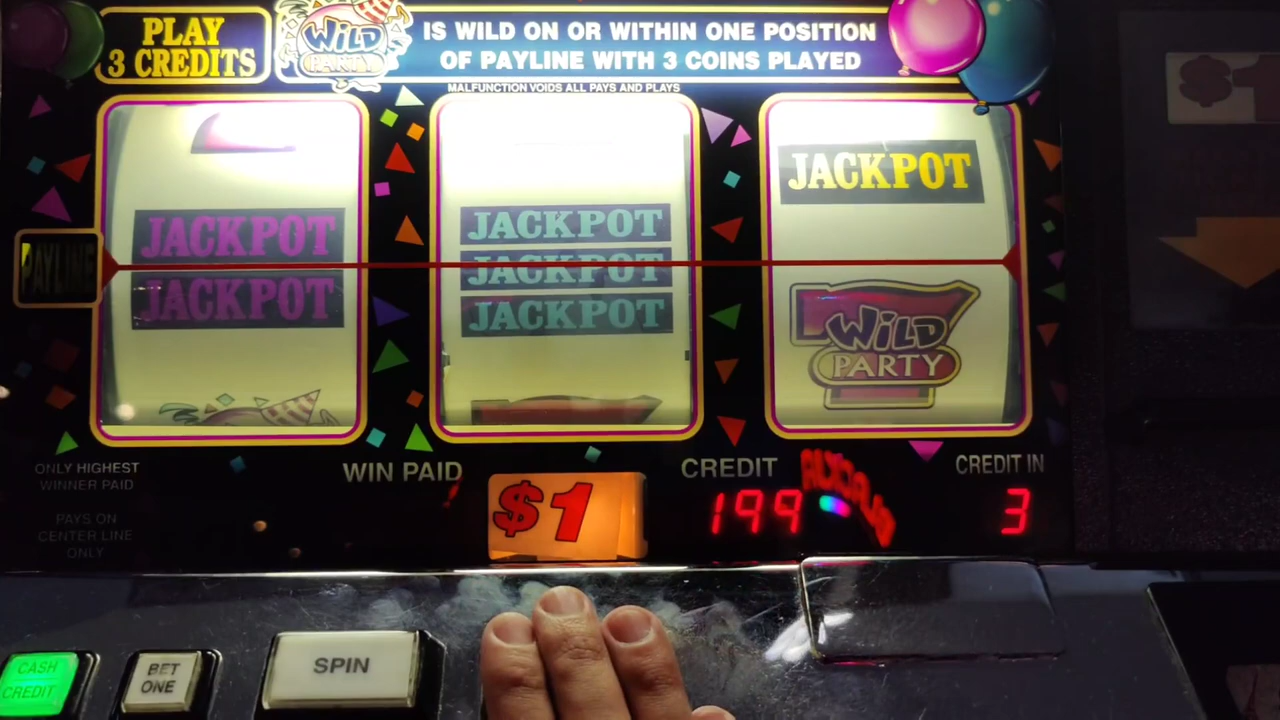 PLAY
3 CREDITS
WILD
PARTY
IS WILD ON OR WITHIN ONE POSITION
OF PAYLINE WITH 3 COINS PLAYED
MALFUNCTION VOIDS ALL PAYS AND PLAYS
$1
JACKPOT
JACKPOT
JACKPOT
JACKPOT
JACKPOT
JACKPOT
PAYLINE
WILD
PARTY
ONLY HIGHEST
WINNER PAID
PAYS ON
CENTER LINE
ONLY
WIN PAID
$1
CREDIT
199
CREDIT IN
3
CASH
CREDIT
BET
ONE
SPIN